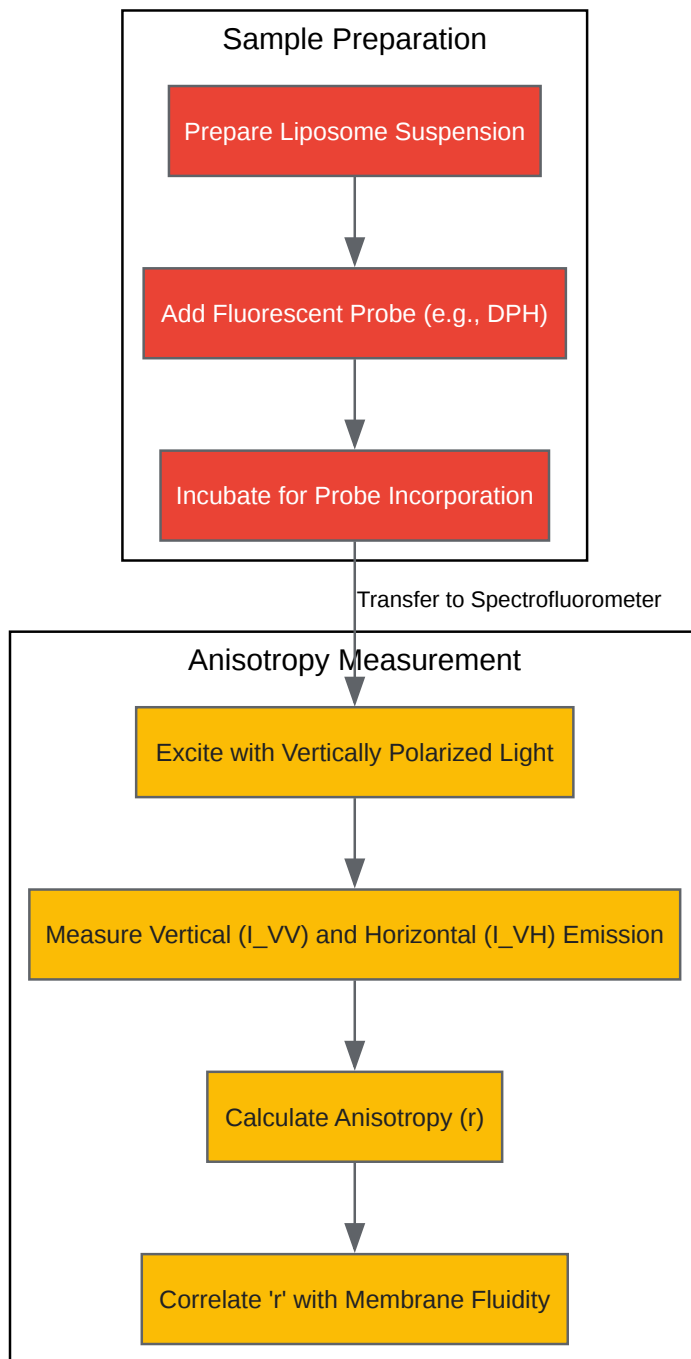 Sample Preparation
Prepare Liposome Suspension
Add Fluorescent Probe (e.g., DPH)
Incubate for Probe Incorporation
Transfer to Spectrofluorometer
Anisotropy Measurement
Excite with Vertically Polarized Light
Measure Vertical (I_VV) and Horizontal (I_VH) Emission
Calculate Anisotropy (r)
Correlate 'r' with Membrane Fluidity